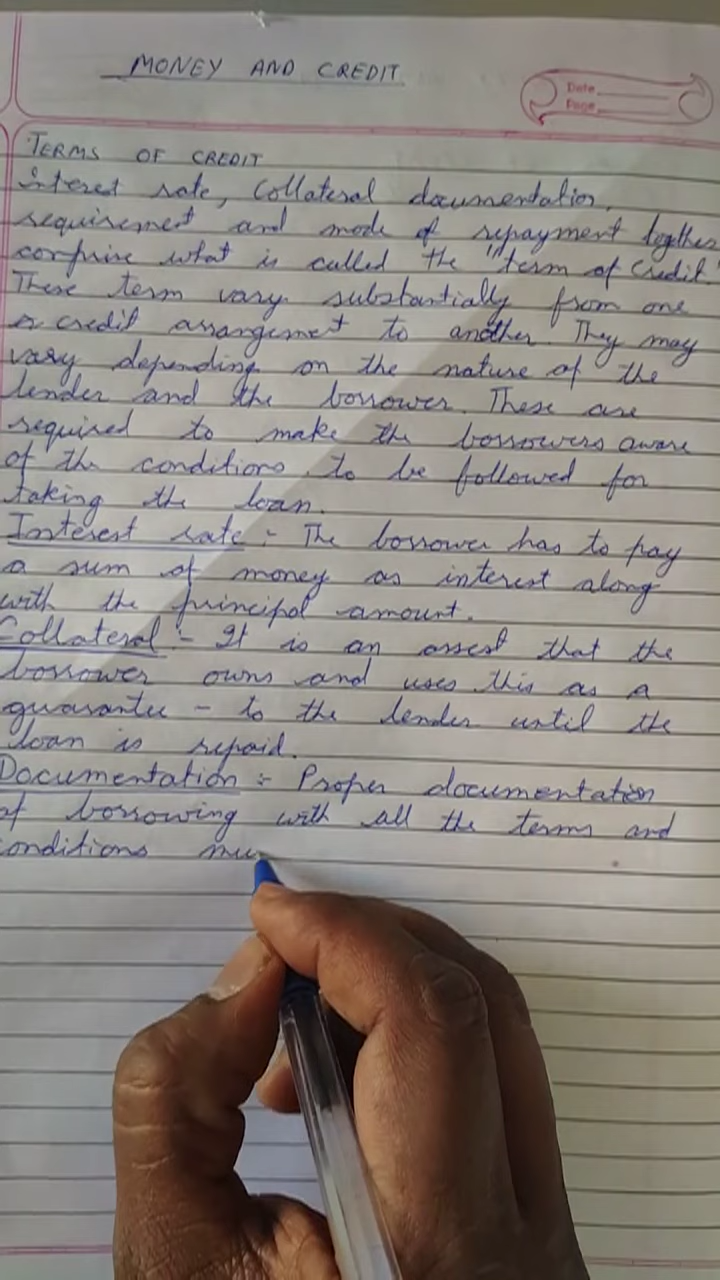 MONEY AND CREDIT
Date
Page
TERMS OF CREDIT
Interest rate, Collateral documentation,
requirement and mode of repayment together
comprise what is called the "term of Credit."
These term vary substantially from one
a credit arrangement to another. They may
vary depending on the nature of the
lender and the borrower. These are
required to make the borrowers aware
of the conditions to be followed for
taking the loan.
Interest rate :- The borrower has to pay
a sum of money as interest along
with the principal amount.
Collateral :- It is an assest that the
borrower owns and uses this as a
guarantee - to the lender until the
loan is repaid.
Documentation :- Proper documentation
of borrowing with all the terms and
conditions mu